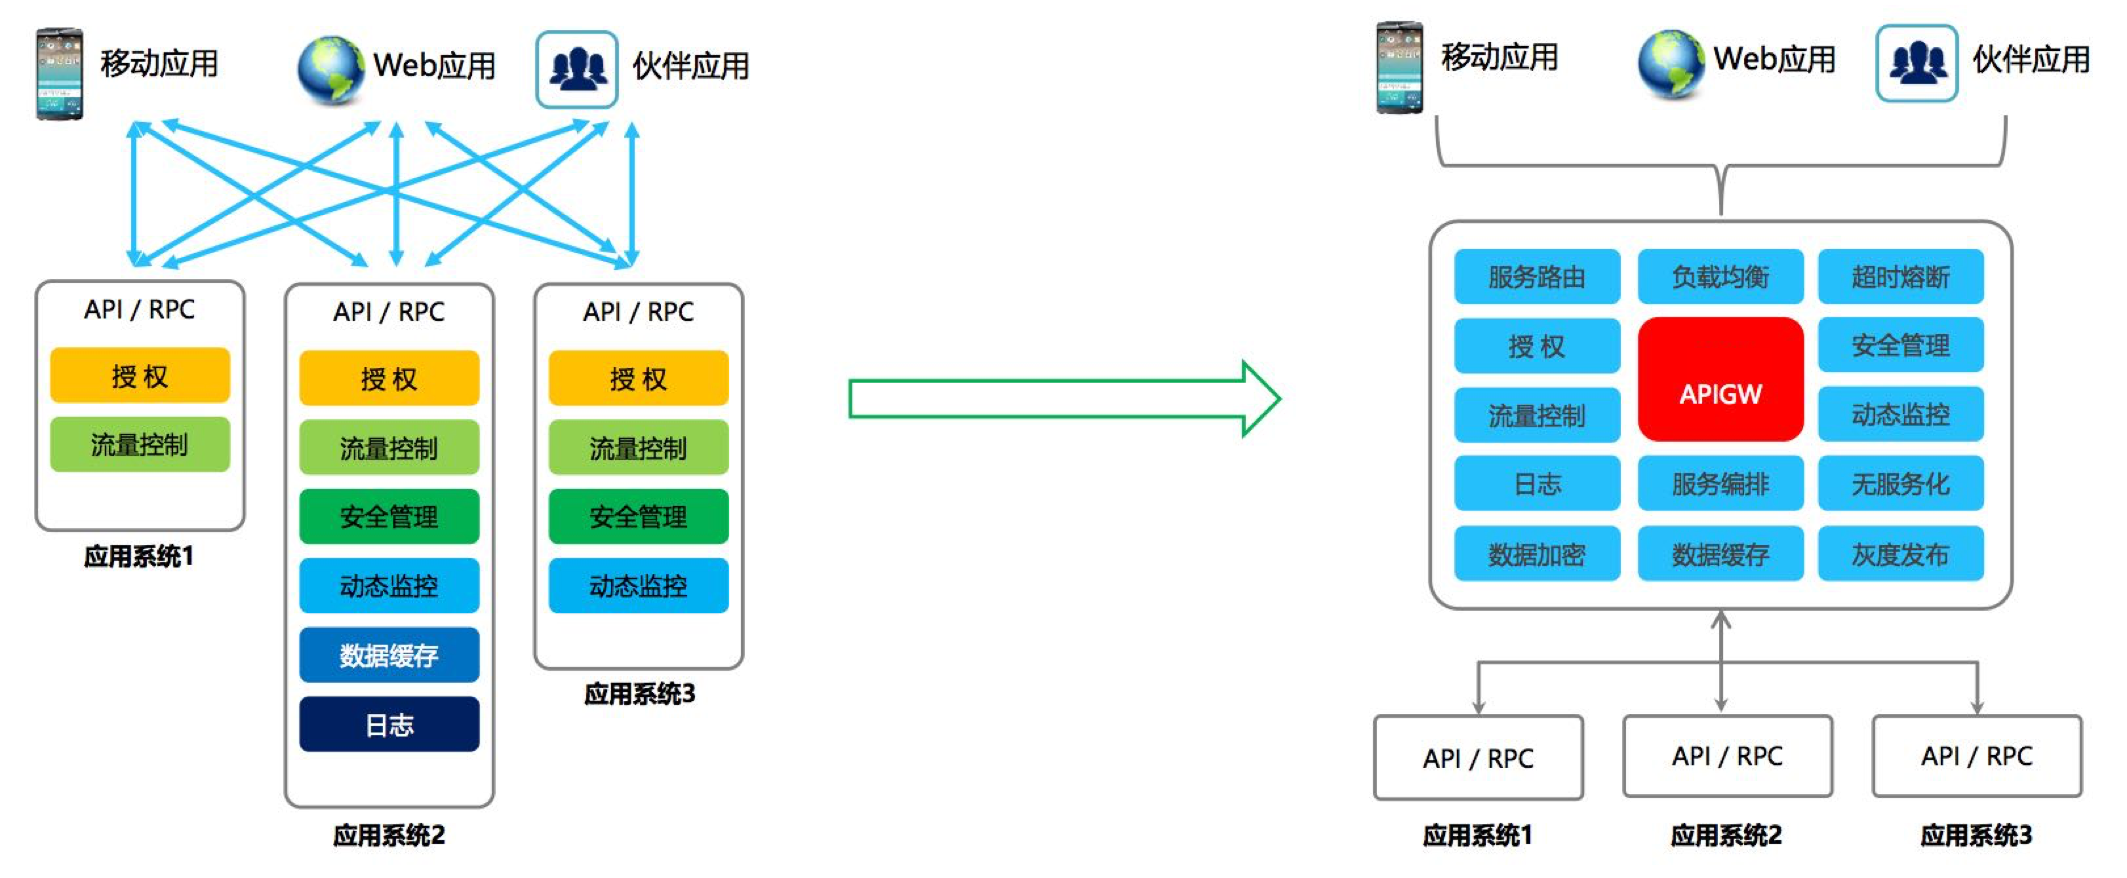 移动应用
Web应用
伙伴应用
API / RPC
授 权
流量控制
应用系统1
API / RPC
授 权
流量控制
安全管理
动态监控
数据缓存
日志
应用系统2
API / RPC
授 权
流量控制
安全管理
动态监控
应用系统3
移动应用
Web应用
伙伴应用
服务路由
负载均衡
超时熔断
授 权
APIGW
安全管理
流量控制
动态监控
日志
服务编排
无服务化
数据加密
数据缓存
灰度发布
API / RPC
API / RPC
API / RPC
应用系统1
应用系统2
应用系统3